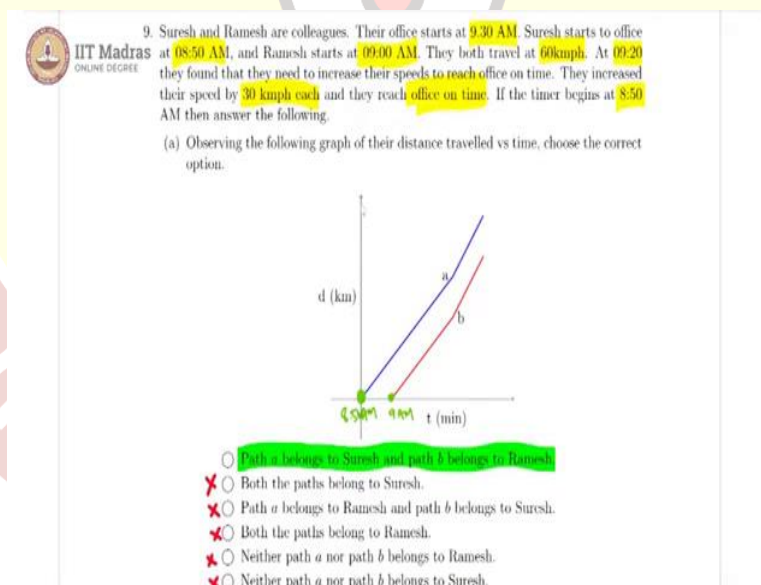 9. Suresh and Ramesh are colleagues. Their office starts at 9.30 AM. Suresh starts to office
IIT Madras
ONLINE DEGREE
at 08:50 AM, and Ramesh starts at 09:00 AM. They both travel at 60kmph. At 09:20
they found that they need to increase their speeds to reach office on time. They increased
their speed by 30 kmph each and they reach office on time. If the timer begins at 8:50
AM then answer the following.
(a) Observing the following graph of their distance travelled vs time, choose the correct
option.
a
d (km)
b
8:50AM 9AM t (min)
Path a belongs to Suresh and path b belongs to Ramesh.
Both the paths belong to Suresh.
Path a belongs to Ramesh and path b belongs to Suresh.
Both the paths belong to Ramesh.
Neither path a nor path b belongs to Ramesh.
Neither path a nor path b belongs to Suresh.